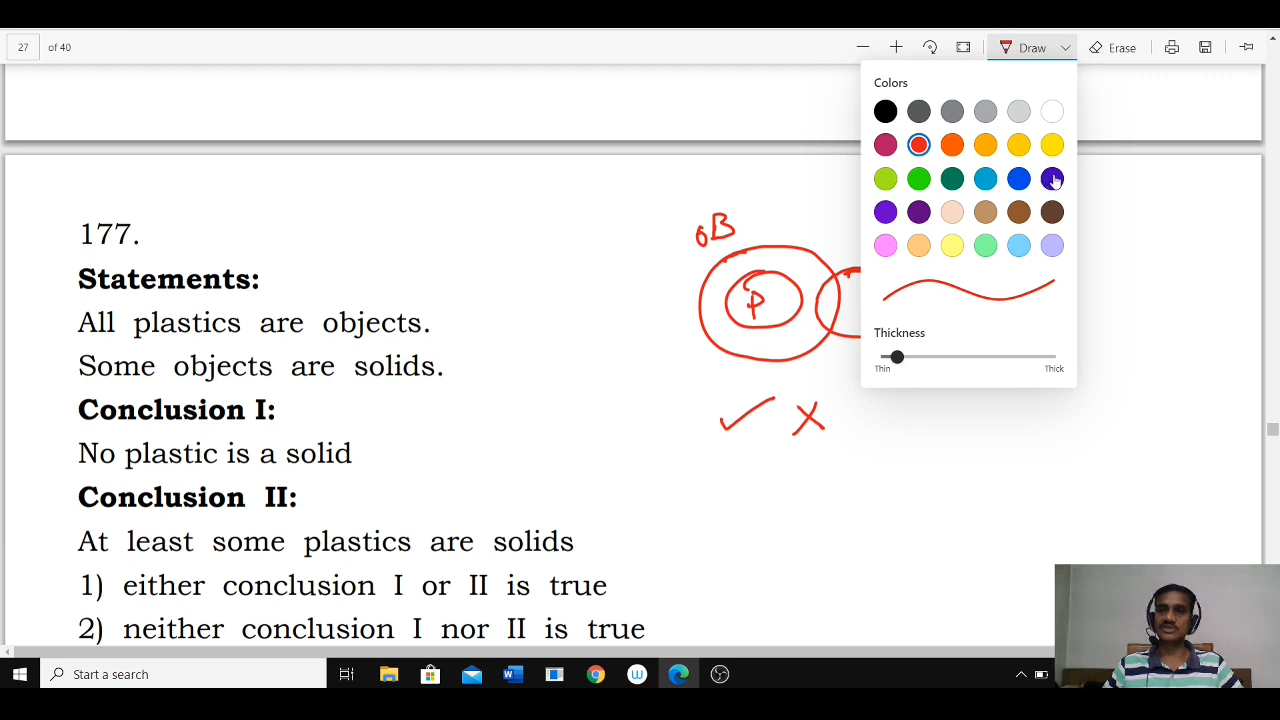 27 of 40 Draw Erase
Colors
177.
oB
Statements:
All plastics are objects.
P
Some objects are solids.
Thickness
Thin Thick
Conclusion I:
No plastic is a solid
Conclusion II:
At least some plastics are solids
1) either conclusion I or II is true
2) neither conclusion I nor II is true
Start a search